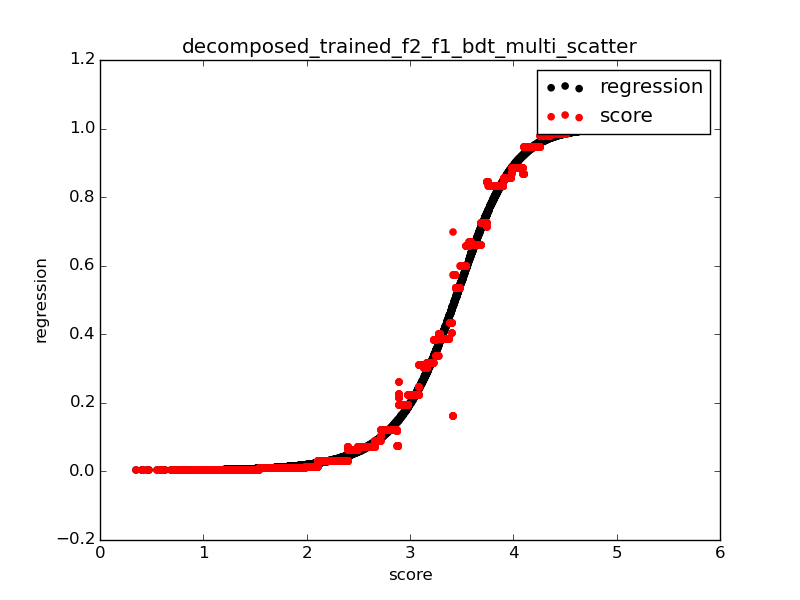 decomposed_trained_f2_f1_bdt_multi_scatter
1.2
1.0
0.8
0.6
0.4
0.2
0.0
−0.2
regression
regression
score
0 1 2 3 4 5 6
score